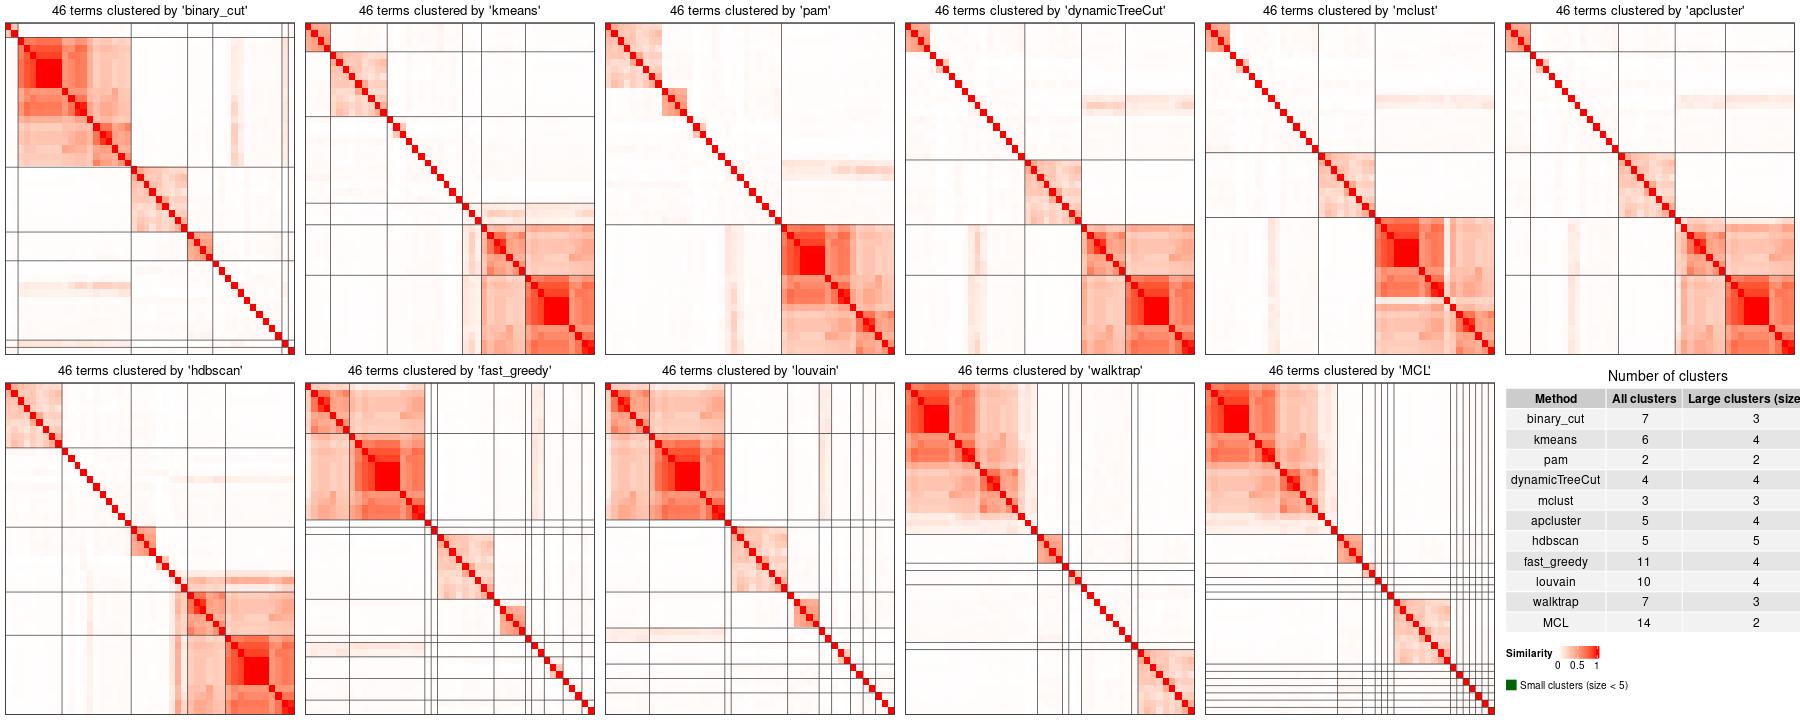 46 terms clustered by 'binary_cut'
46 terms clustered by 'kmeans'
46 terms clustered by 'pam'
46 terms clustered by 'dynamicTreeCut'
46 terms clustered by 'mclust'
46 terms clustered by 'apcluster'
46 terms clustered by 'hdbscan'
46 terms clustered by 'fast_greedy'
46 terms clustered by 'louvain'
46 terms clustered by 'walktrap'
46 terms clustered by 'MCL'
Number of clusters
Method All clusters Large clusters (size
binary_cut 7 3
kmeans 6 4
pam 2 2
dynamicTreeCut 4 4
mclust 3 3
apcluster 5 4
hdbscan 5 5
fast_greedy 11 4
louvain 10 4
walktrap 7 3
MCL 14 2
Similarity
0 0.5 1
Small clusters (size < 5)